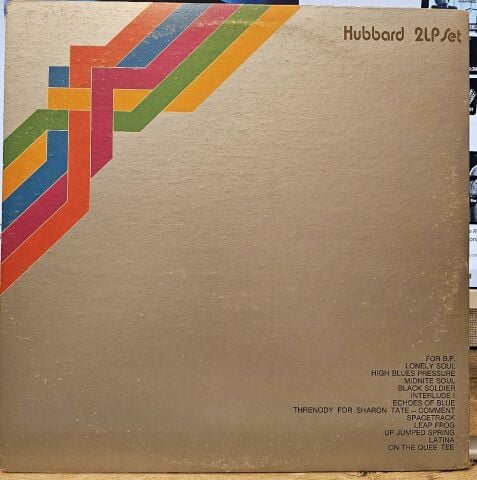 Hubbard 2LP Set
FOR B.P.
LONELY SOUL
HIGH BLUES PRESSURE
MIDNITE SOUL
BLACK SOLDIER
INTERLUDE I
ECHOES OF BLUE
THRENODY FOR SHARON TATE – COMMENT
SPACETRACK
LEAP FROG
UP JUMPED SPRING
LATINA
ON THE QUEE TEE